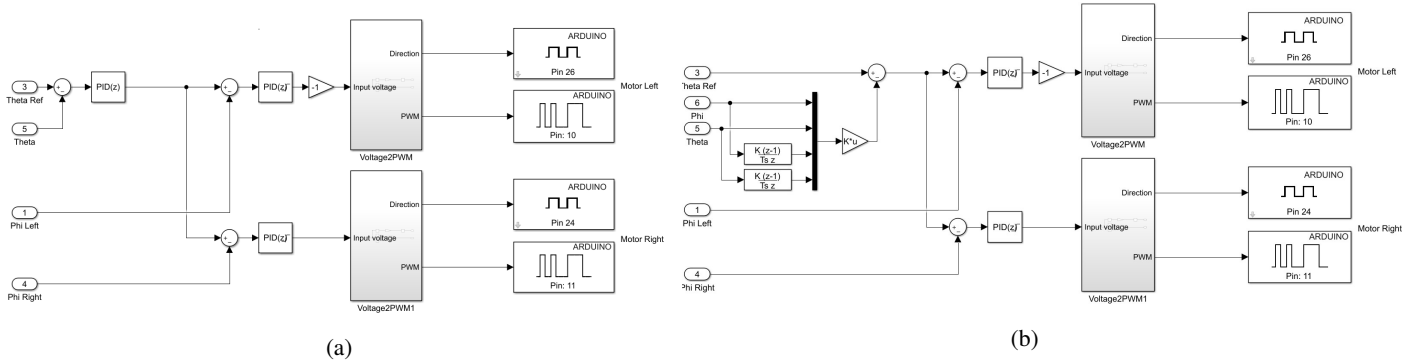 3
Theta Ref
5
Theta
1
Phi Left
4
Phi Right
+
−
PID(z)
+
−
PID(z)
-1
+
−
PID(z)
Input voltage
Direction
PWM
Voltage2PWM
Input voltage
Direction
PWM
Voltage2PWM1
ARDUINO
Pin 26
ARDUINO
Pin: 10
Motor Left
ARDUINO
Pin 24
ARDUINO
Pin: 11
Motor Right
(a)
3
Theta Ref
6
Phi
5
Theta
1
Phi Left
4
Phi Right
K (z-1)
Ts z
K (z-1)
Ts z
K*u
+
−
+
−
PID(z)
-1
+
−
PID(z)
Input voltage
Direction
PWM
Voltage2PWM
Input voltage
Direction
PWM
Voltage2PWM1
ARDUINO
Pin 26
ARDUINO
Pin: 10
Motor Left
ARDUINO
Pin 24
ARDUINO
Pin: 11
Motor Right
(b)